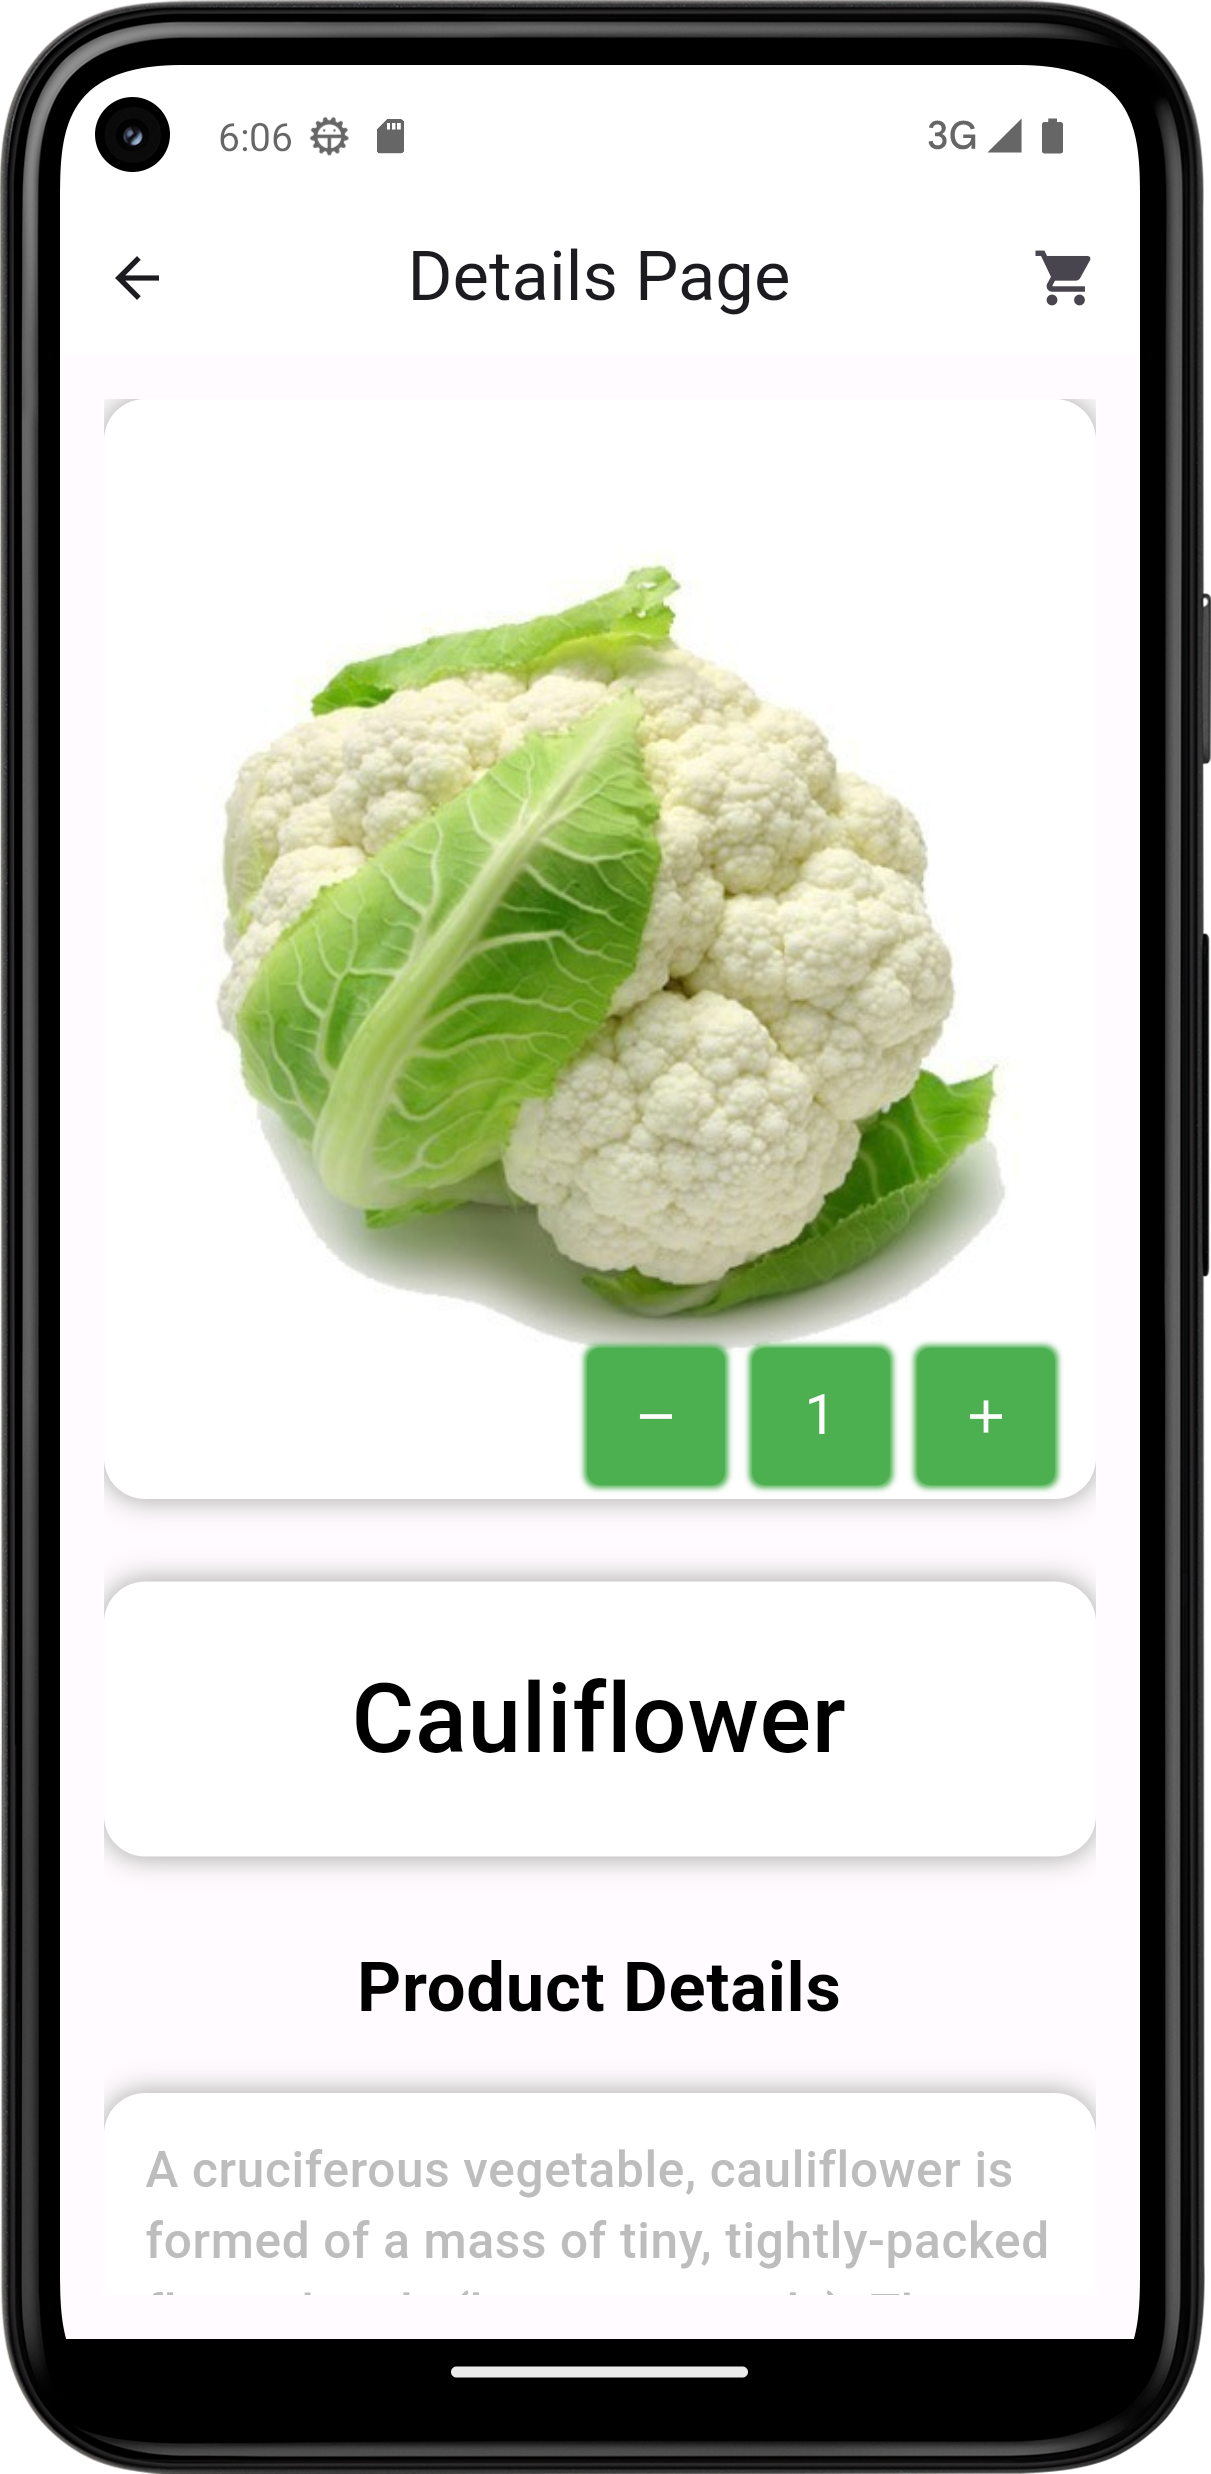 6:06 3G
Details Page
− 1 +
Cauliflower
Product Details
A cruciferous vegetable, cauliflower is
formed of a mass of tiny, tightly-packed